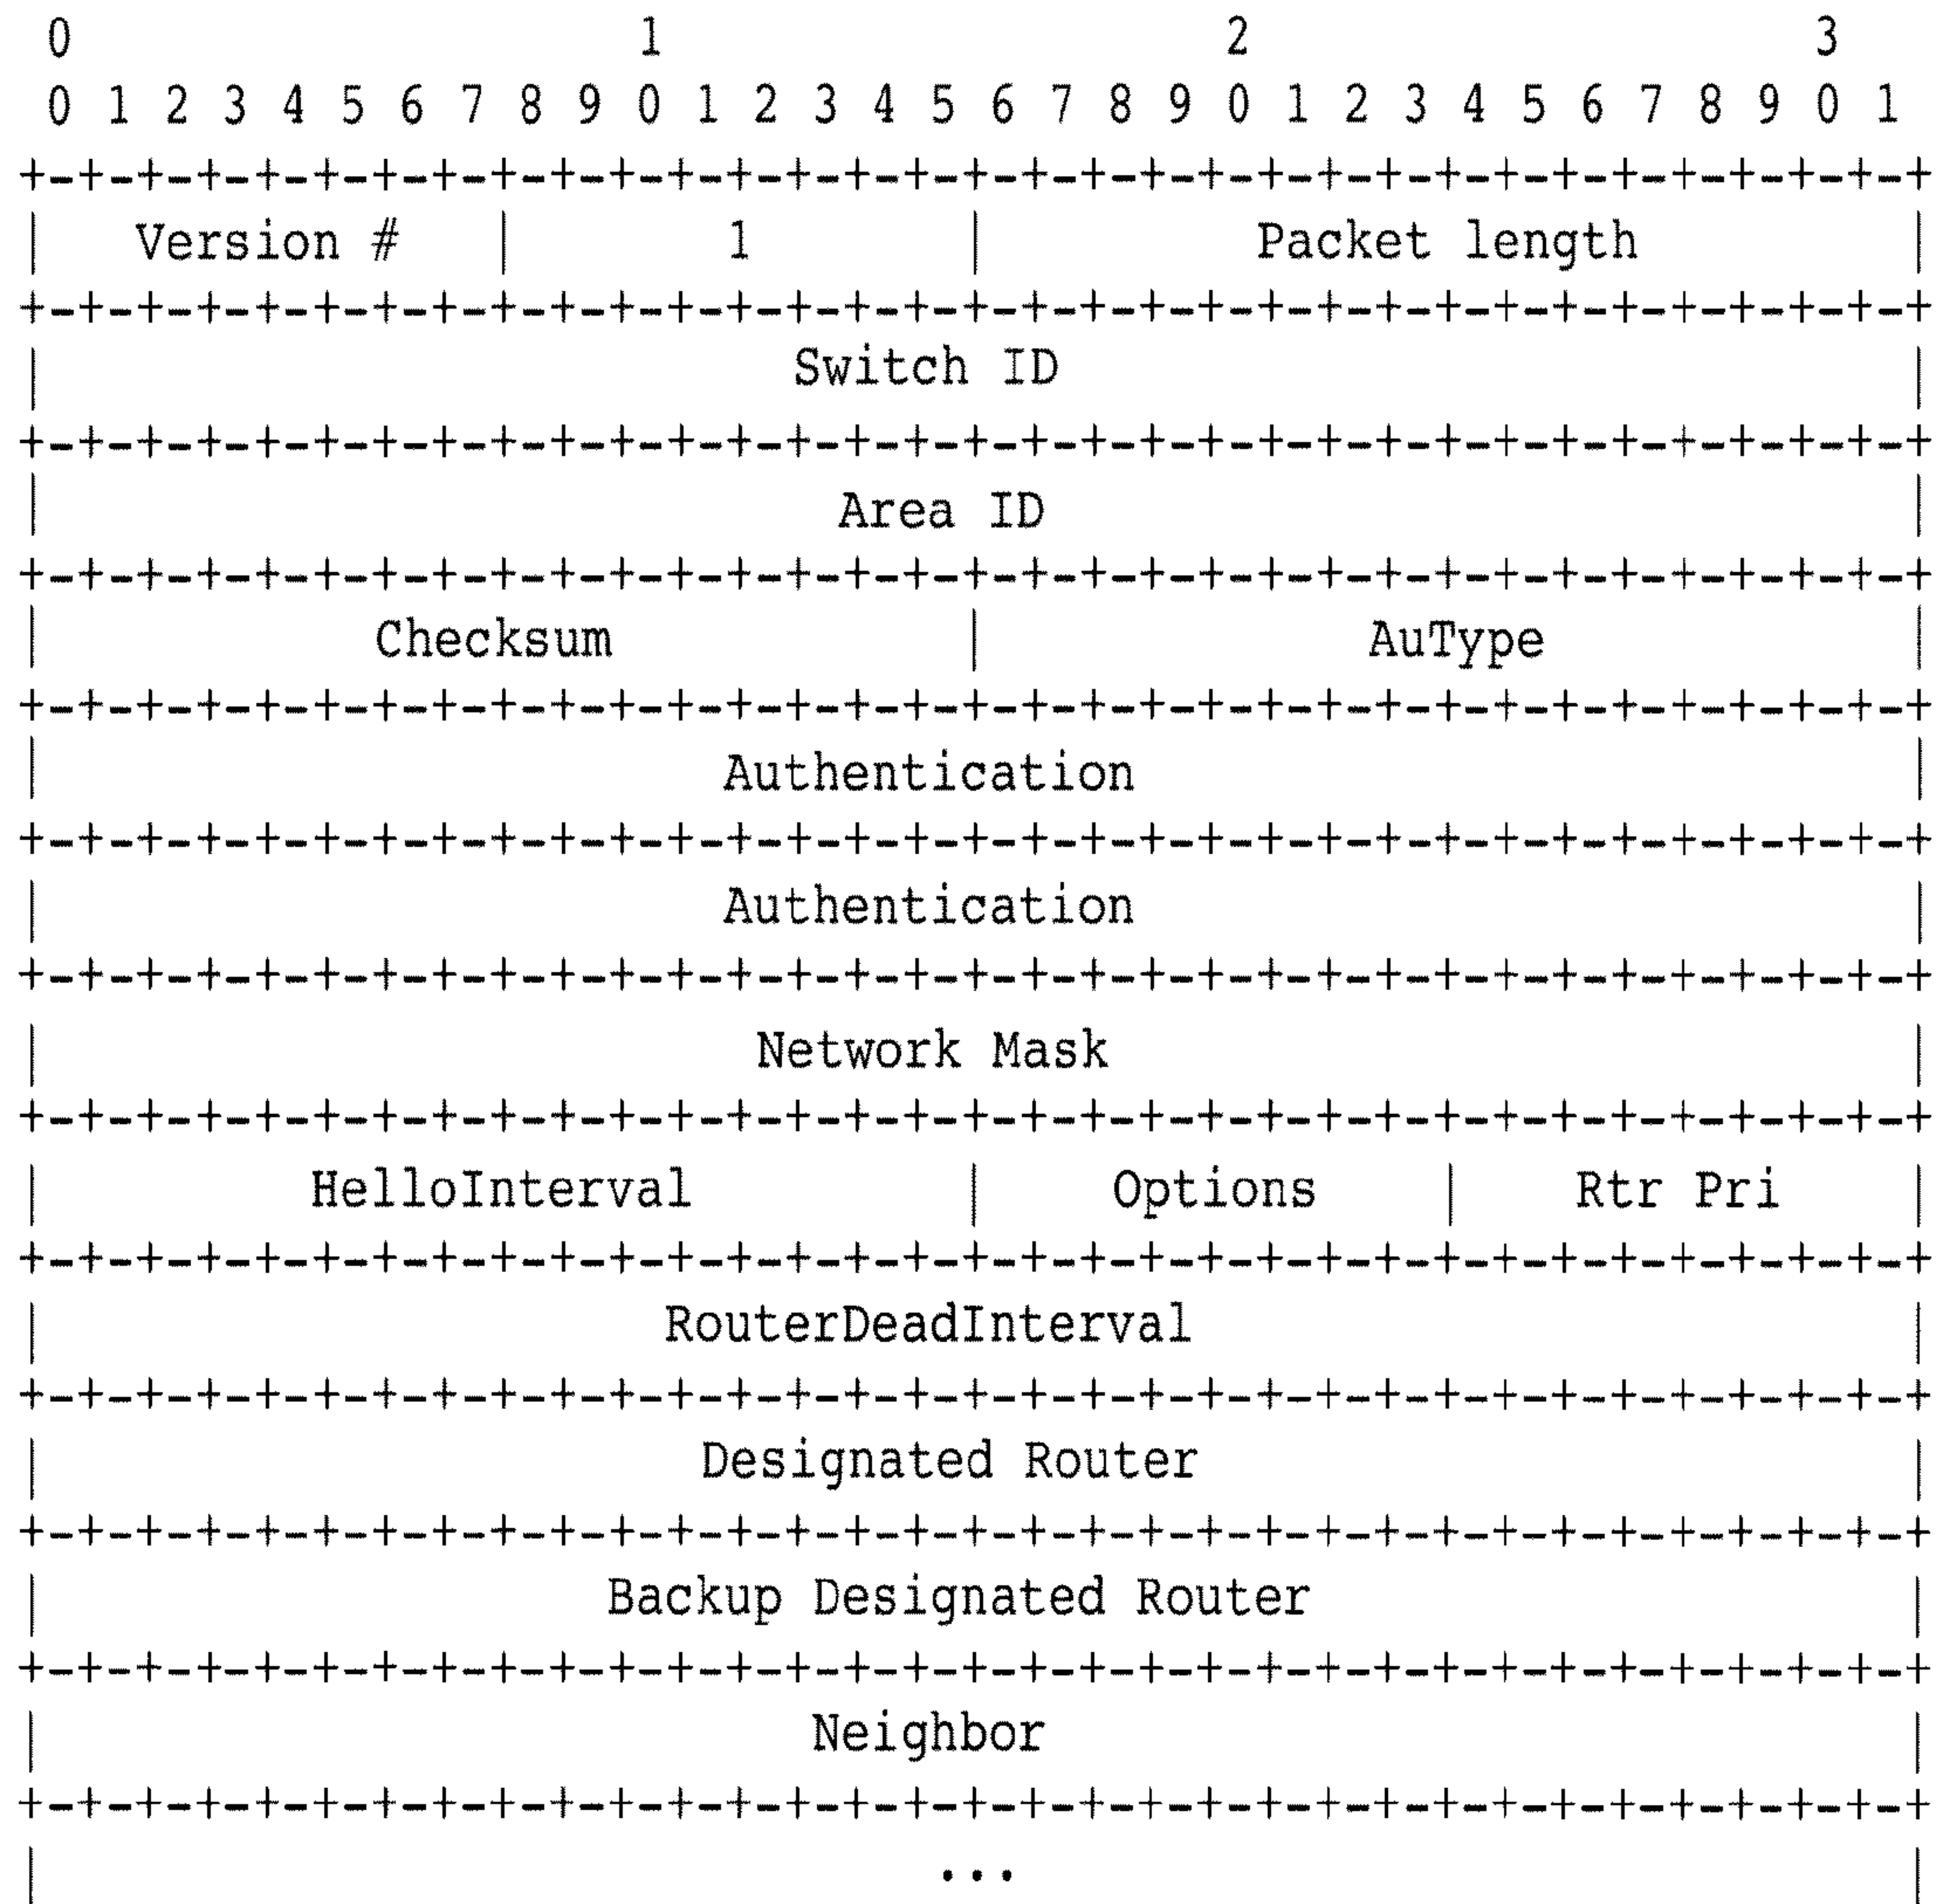 0                   1                   2                   3
0 1 2 3 4 5 6 7 8 9 0 1 2 3 4 5 6 7 8 9 0 1 2 3 4 5 6 7 8 9 0 1
+-+-+-+-+-+-+-+-+-+-+-+-+-+-+-+-+-+-+-+-+-+-+-+-+-+-+-+-+-+-+-+-+
| Version # | 1 | Packet length |
+-+-+-+-+-+-+-+-+-+-+-+-+-+-+-+-+-+-+-+-+-+-+-+-+-+-+-+-+-+-+-+-+
| Switch ID |
+-+-+-+-+-+-+-+-+-+-+-+-+-+-+-+-+-+-+-+-+-+-+-+-+-+-+-+-+-+-+-+-+
| Area ID |
+-+-+-+-+-+-+-+-+-+-+-+-+-+-+-+-+-+-+-+-+-+-+-+-+-+-+-+-+-+-+-+-+
| Checksum | AuType |
+-+-+-+-+-+-+-+-+-+-+-+-+-+-+-+-+-+-+-+-+-+-+-+-+-+-+-+-+-+-+-+-+
| Authentication |
+-+-+-+-+-+-+-+-+-+-+-+-+-+-+-+-+-+-+-+-+-+-+-+-+-+-+-+-+-+-+-+-+
| Authentication |
+-+-+-+-+-+-+-+-+-+-+-+-+-+-+-+-+-+-+-+-+-+-+-+-+-+-+-+-+-+-+-+-+
| Network Mask |
+-+-+-+-+-+-+-+-+-+-+-+-+-+-+-+-+-+-+-+-+-+-+-+-+-+-+-+-+-+-+-+-+
| HelloInterval | Options | Rtr Pri |
+-+-+-+-+-+-+-+-+-+-+-+-+-+-+-+-+-+-+-+-+-+-+-+-+-+-+-+-+-+-+-+-+
| RouterDeadInterval |
+-+-+-+-+-+-+-+-+-+-+-+-+-+-+-+-+-+-+-+-+-+-+-+-+-+-+-+-+-+-+-+-+
| Designated Router |
+-+-+-+-+-+-+-+-+-+-+-+-+-+-+-+-+-+-+-+-+-+-+-+-+-+-+-+-+-+-+-+-+
| Backup Designated Router |
+-+-+-+-+-+-+-+-+-+-+-+-+-+-+-+-+-+-+-+-+-+-+-+-+-+-+-+-+-+-+-+-+
| Neighbor |
+-+-+-+-+-+-+-+-+-+-+-+-+-+-+-+-+-+-+-+-+-+-+-+-+-+-+-+-+-+-+-+-+
| ... |